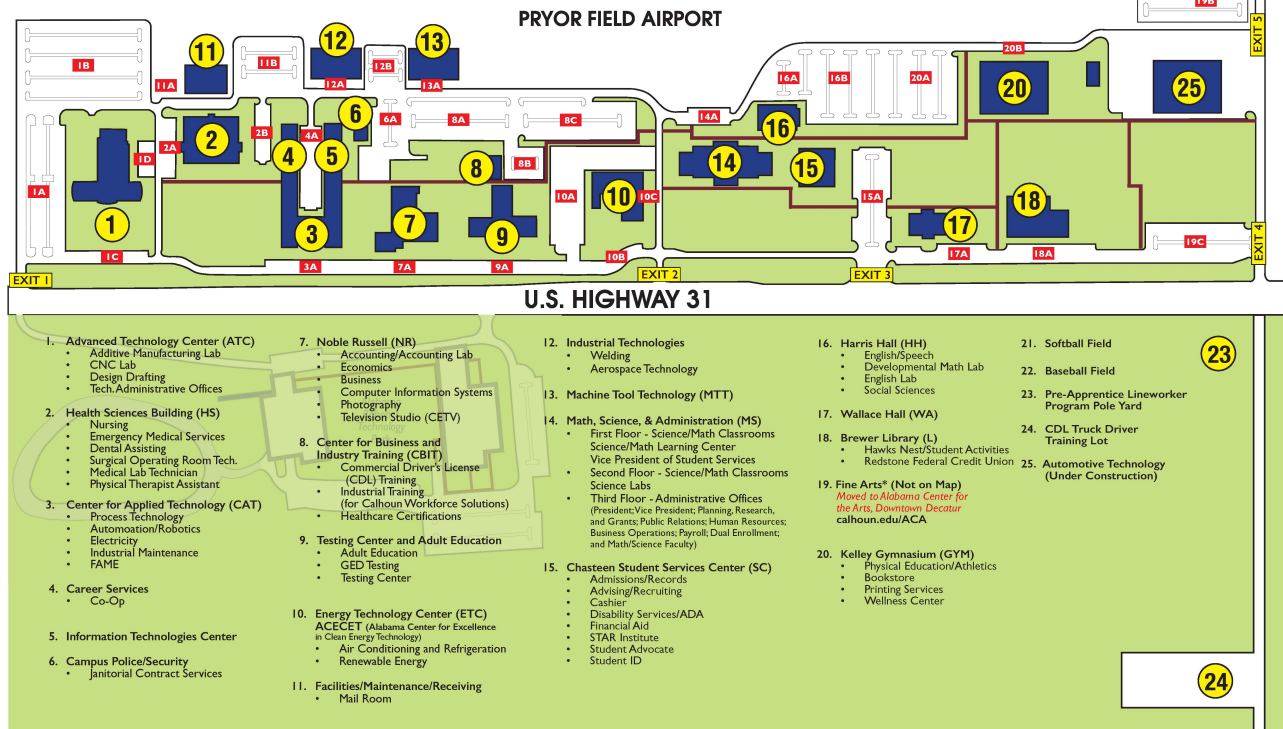 PRYOR FIELD AIRPORT
19B
EXIT 5
11
12
13
1B
11B
12B
11A
12A
13A
20B
16A
16B
20A
20
25
6
6A
8A
8C
14A
16
2
2B
4A
1D
2A
4
5
8
8B
14
15
1A
10
10A
10C
15A
18
1
3
7
9
17
1C
3A
7A
9A
10B
17A
18A
19C
EXIT 4
EXIT 1
EXIT 2
EXIT 3
U.S. HIGHWAY 31
1. Advanced Technology Center (ATC)
• Additive Manufacturing Lab
• CNC Lab
• Design Drafting
• Tech. Administrative Offices
2. Health Sciences Building (HS)
• Nursing
• Emergency Medical Services
• Dental Assisting
• Surgical Operating Room Tech.
• Medical Lab Technician
• Physical Therapist Assistant
3. Center for Applied Technology (CAT)
• Process Technology
• Automoation/Robotics
• Electricity
• Industrial Maintenance
• FAME
4. Career Services
• Co-Op
5. Information Technologies Center
6. Campus Police/Security
• Janitorial Contract Services
7. Noble Russell (NR)
• Accounting/Accounting Lab
• Economics
• Business
• Computer Information Systems
• Photography
• Television Studio (CETV)
Technology
8. Center for Business and
Industry Training (CBIT)
• Commercial Driver's License
(CDL) Training
• Industrial Training
(for Calhoun Workforce Solutions)
• Healthcare Certifications
9. Testing Center and Adult Education
• Adult Education
• GED Testing
• Testing Center
10. Energy Technology Center (ETC)
ACECET (Alabama Center for Excellence
in Clean Energy Technology)
• Air Conditioning and Refrigeration
• Renewable Energy
11. Facilities/Maintenance/Receiving
• Mail Room
12. Industrial Technologies
• Welding
• Aerospace Technology
13. Machine Tool Technology (MTT)
14. Math, Science, & Administration (MS)
• First Floor - Science/Math Classrooms
Science/Math Learning Center
Vice President of Student Services
• Second Floor - Science/Math Classrooms
Science Labs
• Third Floor - Administrative Offices
(President; Vice President; Planning, Research,
and Grants; Public Relations; Human Resources;
Business Operations; Payroll; Dual Enrollment;
and Math/Science Faculty)
15. Chasteen Student Services Center (SC)
• Admissions/Records
• Advising/Recruiting
• Cashier
• Disability Services/ADA
• Financial Aid
• STAR Institute
• Student Advocate
• Student ID
16. Harris Hall (HH)
• English/Speech
• Developmental Math Lab
• English Lab
• Social Sciences
17. Wallace Hall (WA)
18. Brewer Library (L)
• Hawks Nest/Student Activities
• Redstone Federal Credit Union
19. Fine Arts* (Not on Map)
Moved to Alabama Center for
the Arts, Downtown Decatur
calhoun.edu/ACA
20. Kelley Gymnasium (GYM)
• Physical Education/Athletics
• Bookstore
• Printing Services
• Wellness Center
21. Softball Field
22. Baseball Field
23. Pre-Apprentice Lineworker
Program Pole Yard
24. CDL Truck Driver
Training Lot
25. Automotive Technology
(Under Construction)
23
24